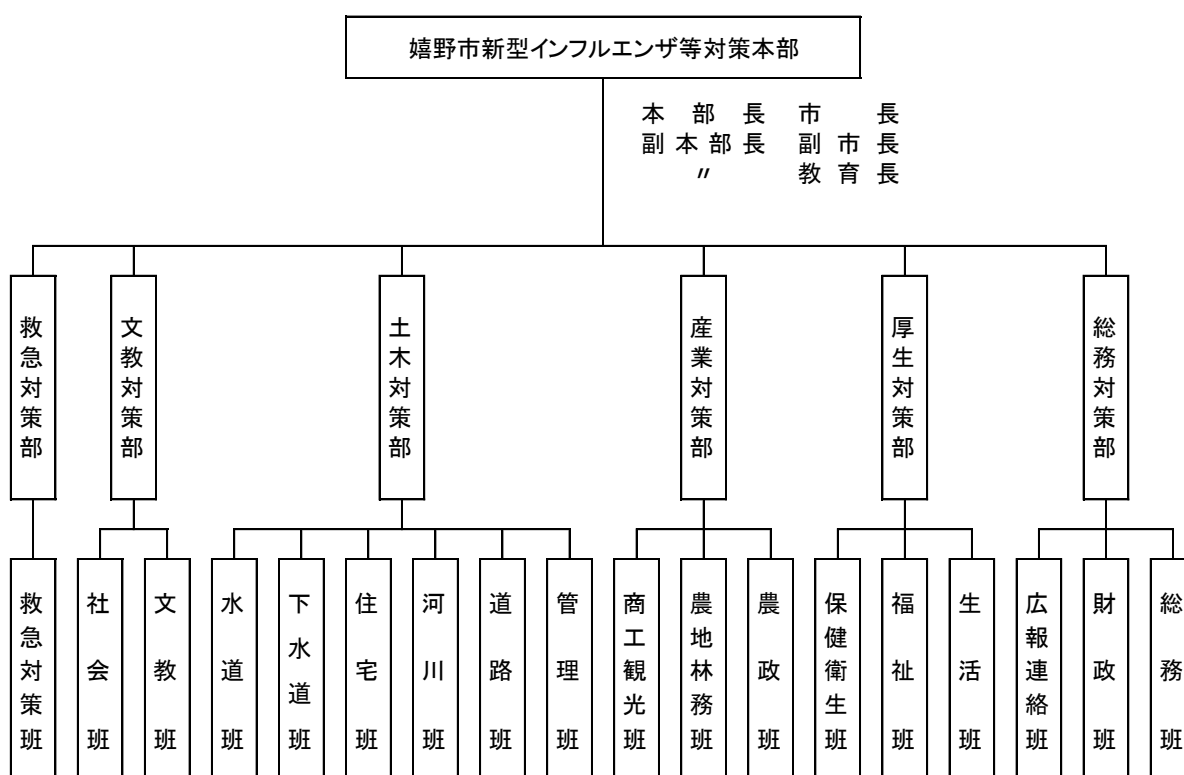 嬉野市新型インフルエンザ等対策本部
本部長 市長
副本部長 副市長
〃 教育長
総務対策部
厚生対策部
産業対策部
土木対策部
文教対策部
救急対策部
総務班
財政班
広報連絡班
生活班
福祉班
保健衛生班
農政班
農地林務班
商工観光班
管理班
道路班
河川班
住宅班
下水道班
水道班
文教班
社会班
救急対策班